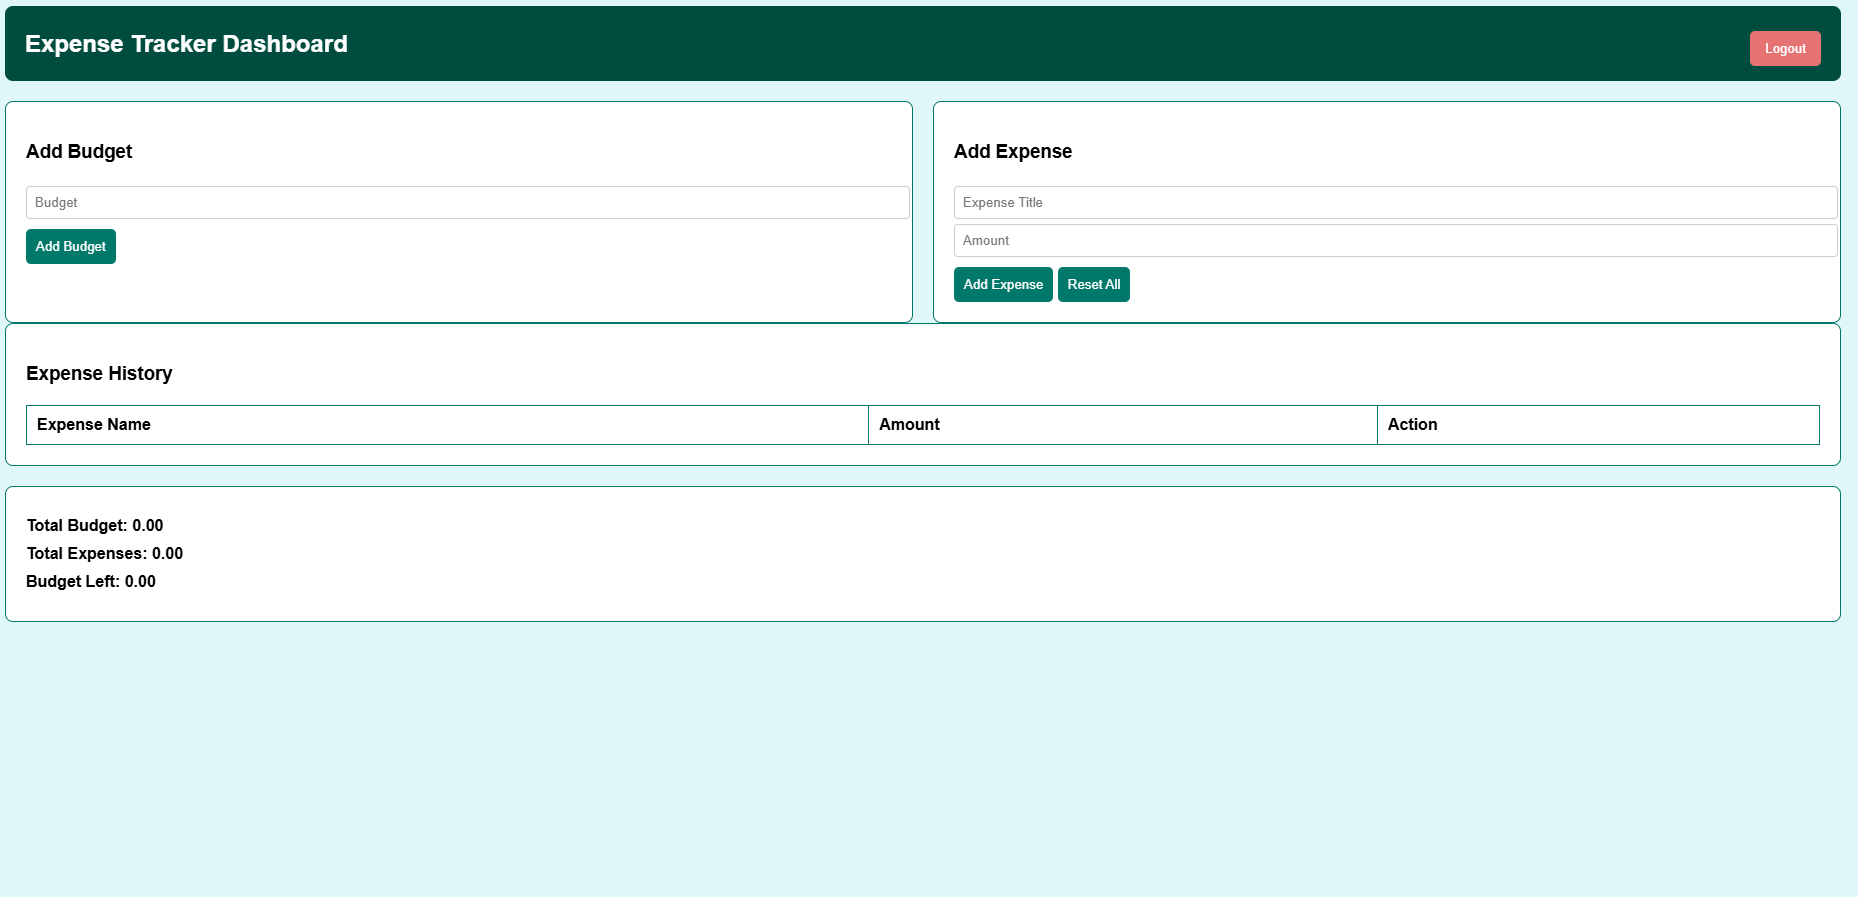 Expense Tracker Dashboard
Logout
Add Budget
Budget
Add Budget
Add Expense
Expense Title
Amount
Add Expense Reset All
Expense History
Expense Name Amount Action
Total Budget: 0.00
Total Expenses: 0.00
Budget Left: 0.00